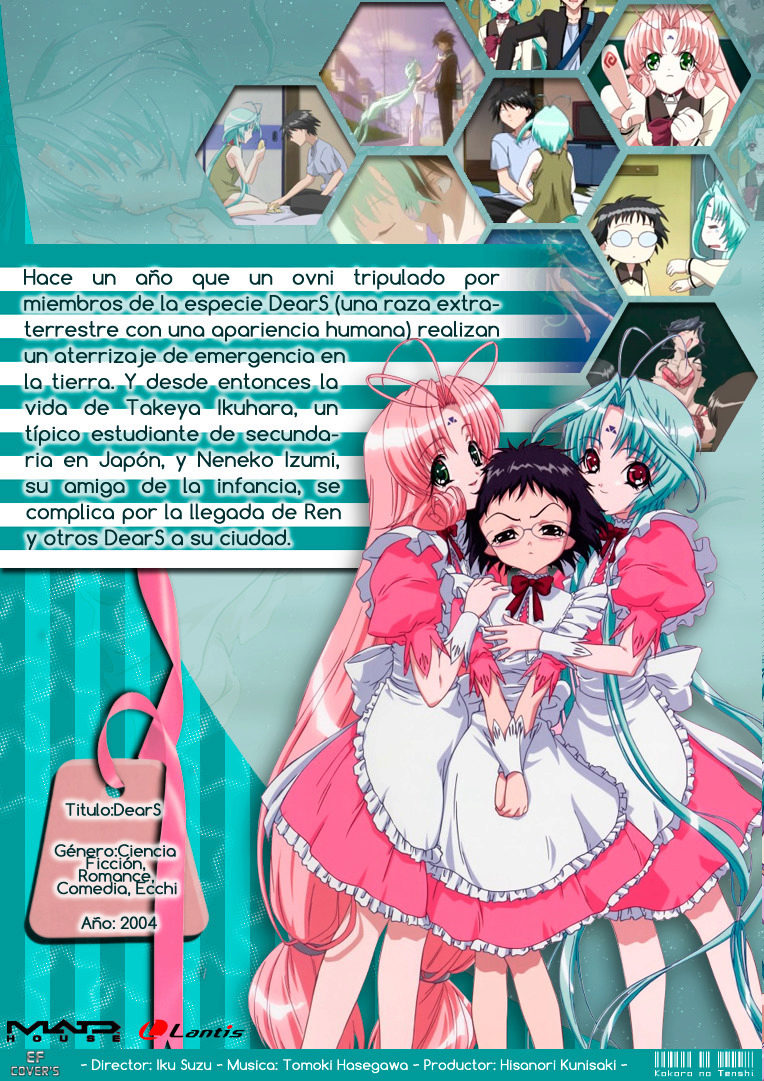 Hace un año que un ovni tripulado por
miembros de la especie DearS (una raza extra-
terrestre con una apariencia humana) realizan
un aterrizaje de emergencia en
la tierra. Y desde entonces la
vida de Takeya Ikuhara, un
típico estudiante de secunda-
ria en Japón, y Neneko Izumi,
su amiga de la infancia, se
complica por la llegada de Ren
y otros DearS a su ciudad.
Titulo:DearS
Género:Ciencia
Ficción,
Romance,
Comedia, Ecchi
Año: 2004
MAD
HOUSE
Lantis
EF
COVER'S
- Director: Iku Suzu - Musica: Tomoki Hasegawa - Productor: Hisanori Kunisaki -
Kokoro no Tenshi